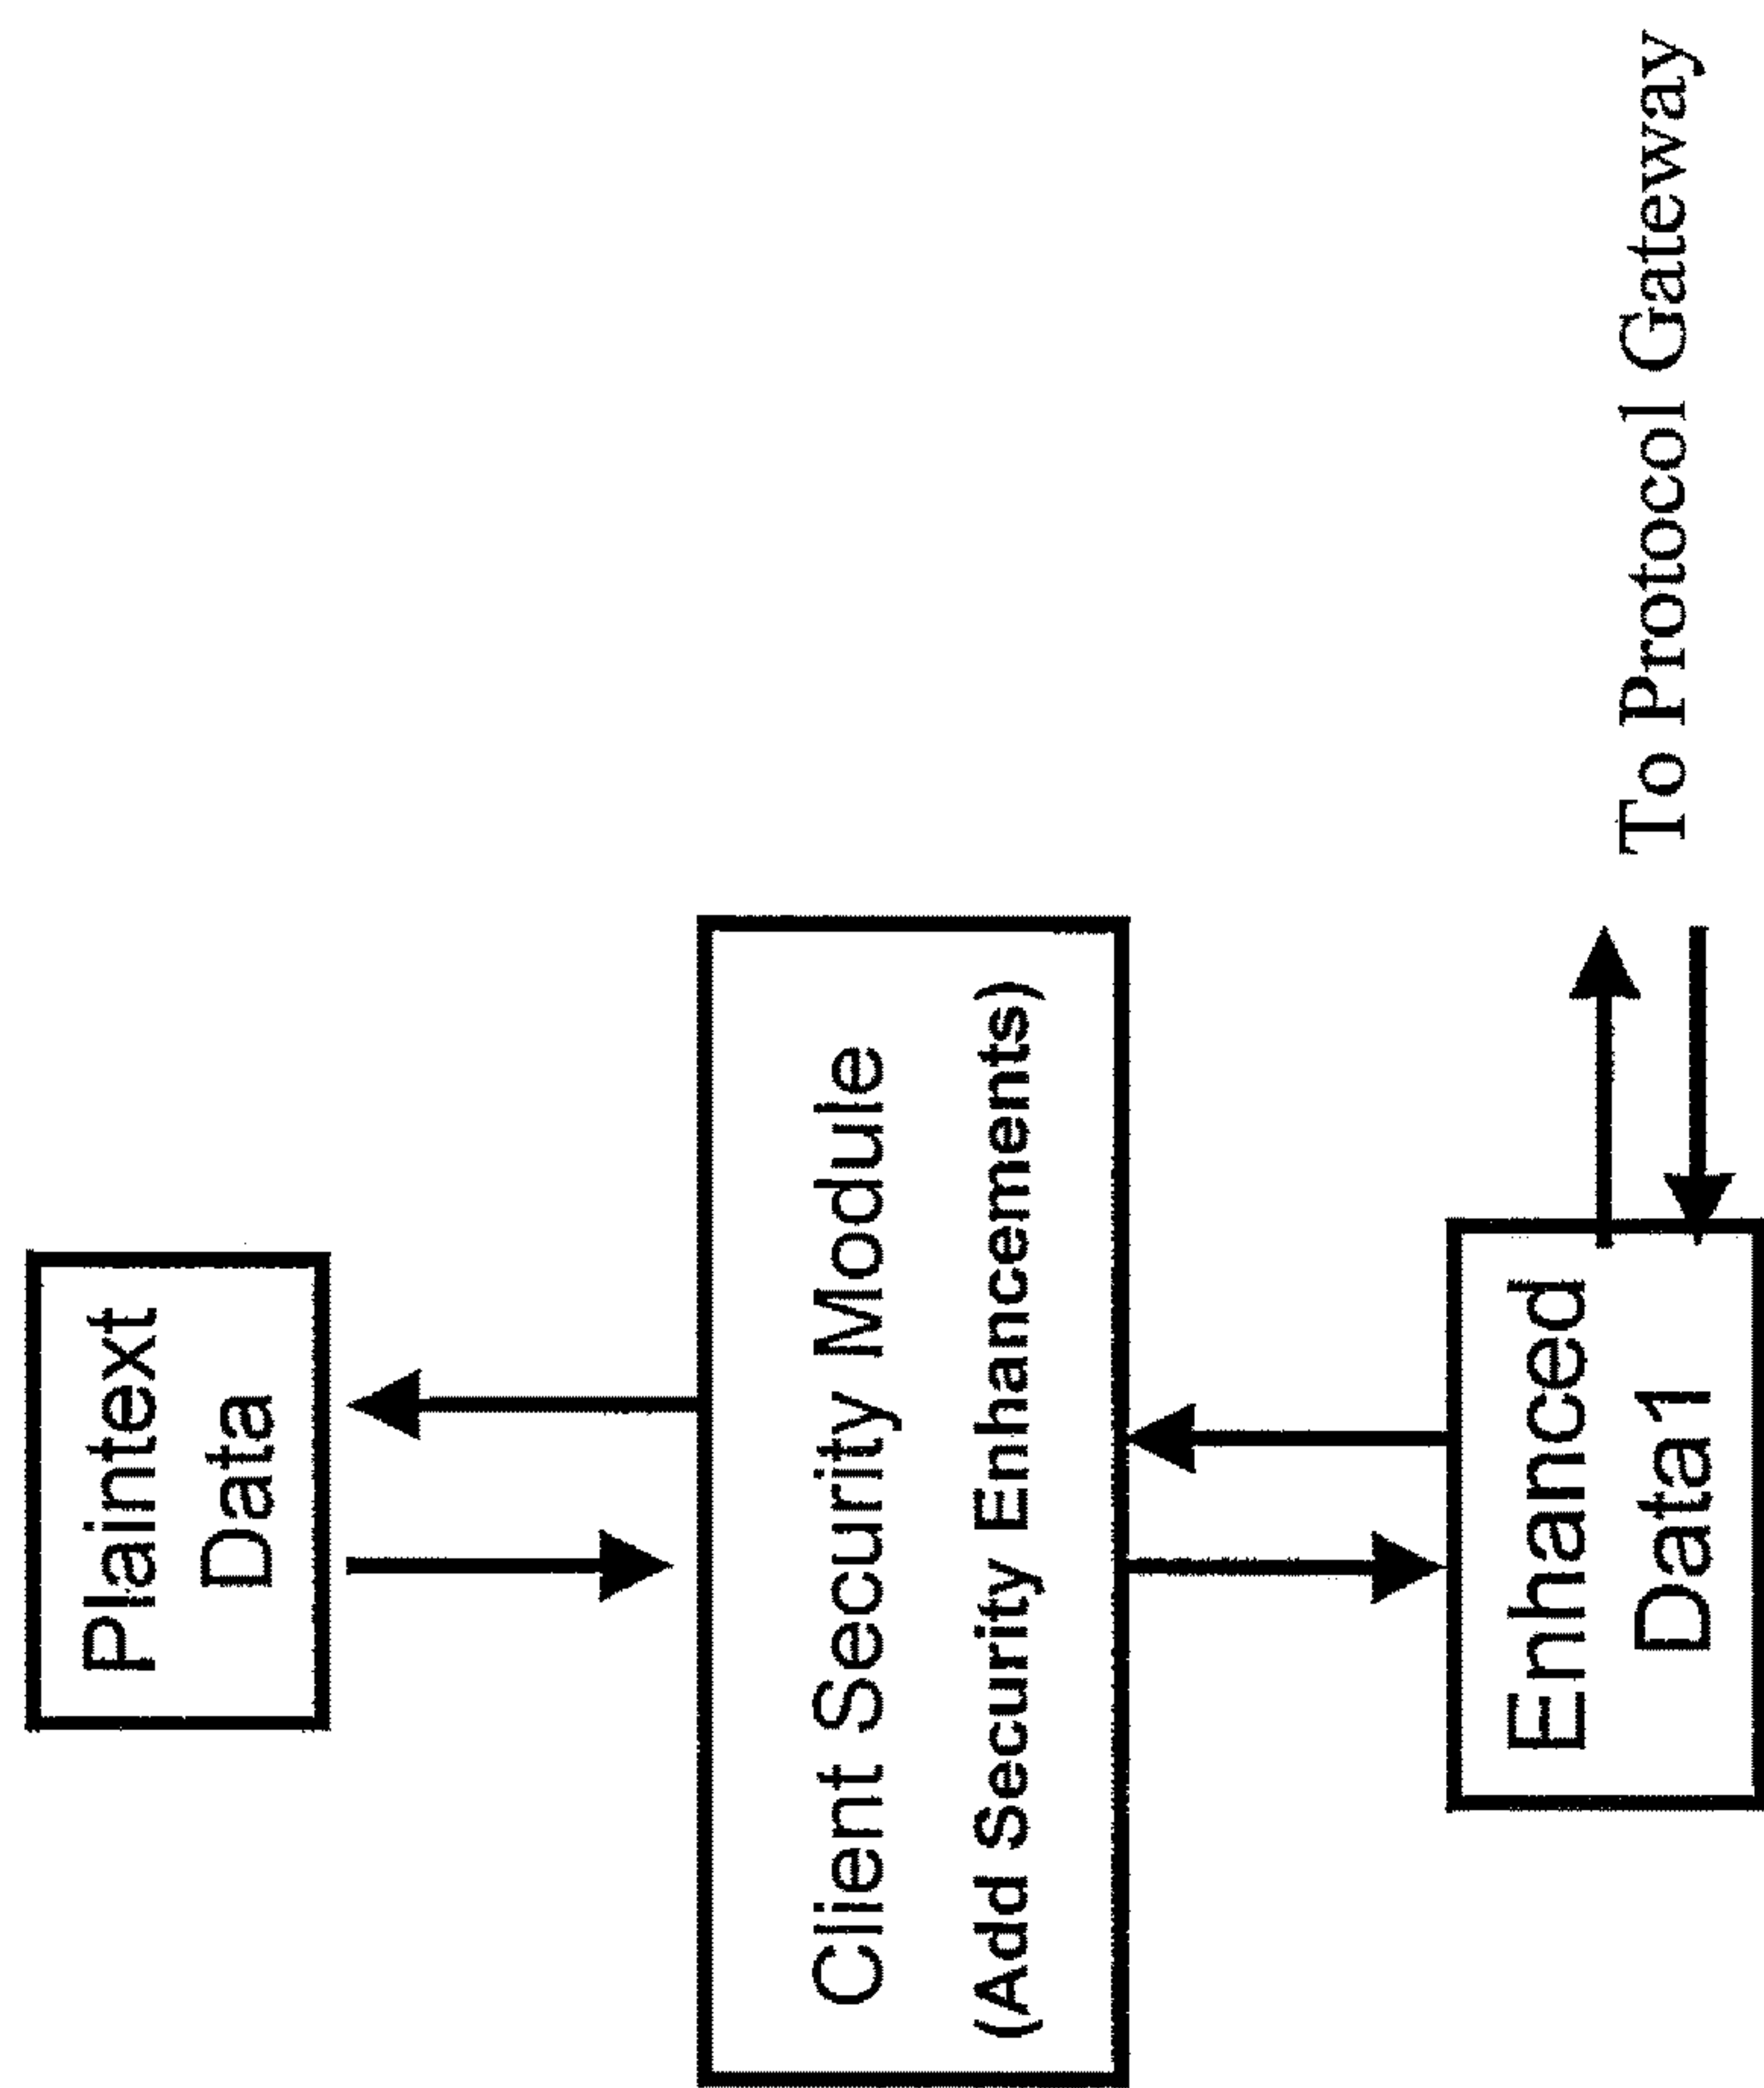 Plaintext
Data
Client Security Module
(Add Security Enhancements)
Enhanced
Data1
To Protocol Gateway